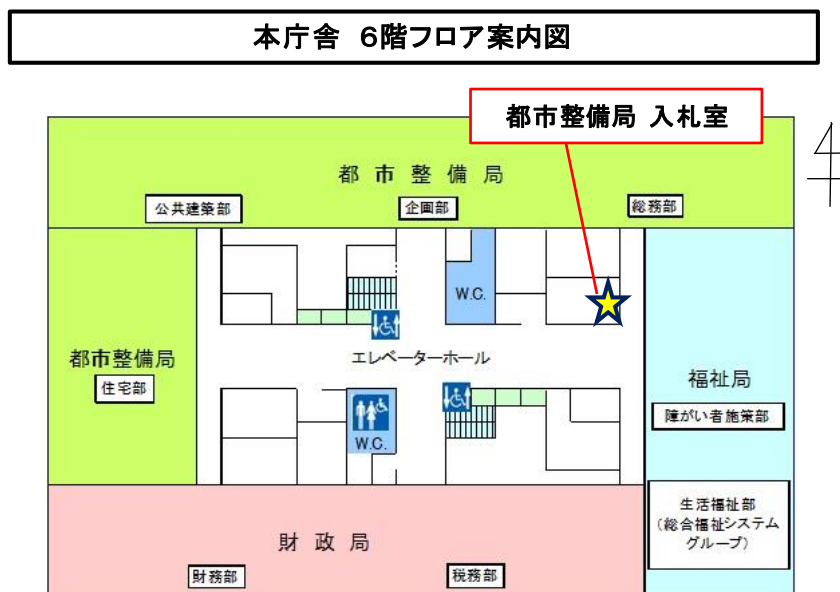 本庁舎 6階フロア案内図
都市整備局 入札室
都市整備局
公共建築部
企画部
総務部
W.C.
エレベーターホール
都市整備局
住宅部
福祉局
障がい者施策部
W.C.
生活福祉部
(総合福祉システム
グループ)
財政局
財務部
税務部